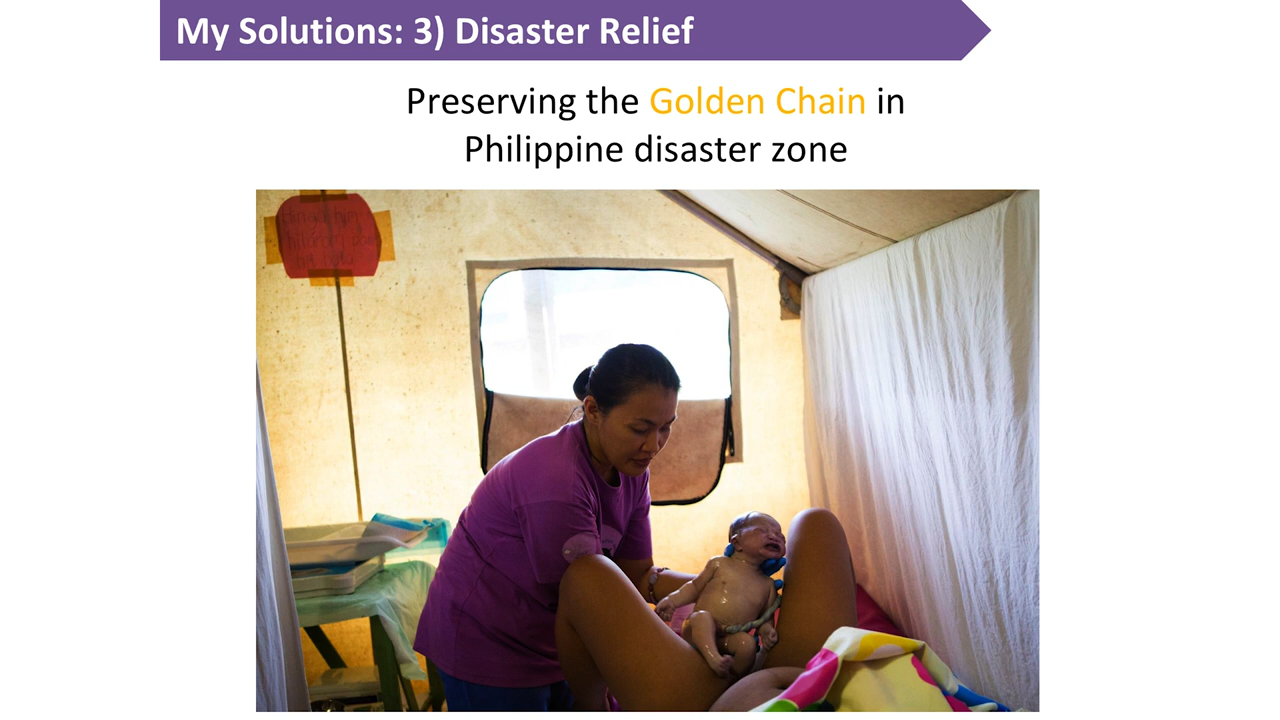 My Solutions: 3) Disaster Relief
Preserving the Golden Chain in
Philippine disaster zone